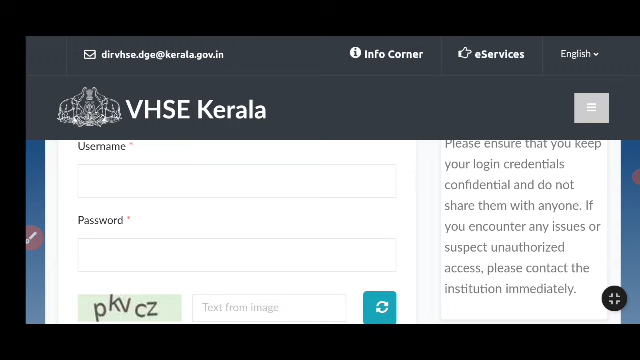 dirvhse.dge@kerala.gov.in
Info Corner
eServices
English
VHSE Kerala
Username *
Password *
pkvcz
Text from image
Please ensure that you keep
your login credentials
confidential and do not
share them with anyone. If
you encounter any issues or
suspect unauthorized
access, please contact the
institution immediately.